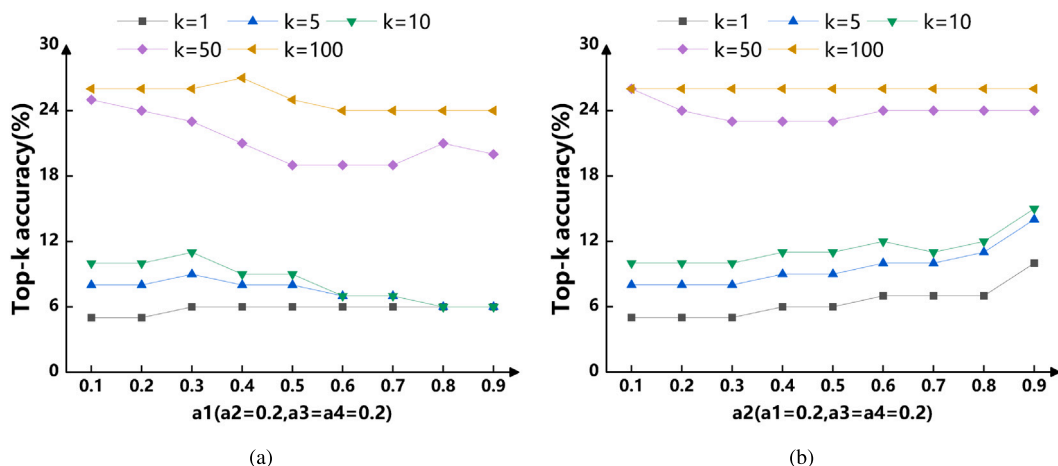 k=1 k=5 k=10
k=50 k=100
30
24
18
12
6
0
Top-k accuracy(%)
0.1 0.2 0.3 0.4 0.5 0.6 0.7 0.8 0.9
a1(a2=0.2,a3=a4=0.2)
(a)
k=1 k=5 k=10
k=50 k=100
30
24
18
12
6
0
Top-k accuracy(%)
0.1 0.2 0.3 0.4 0.5 0.6 0.7 0.8 0.9
a2(a1=0.2,a3=a4=0.2)
(b)